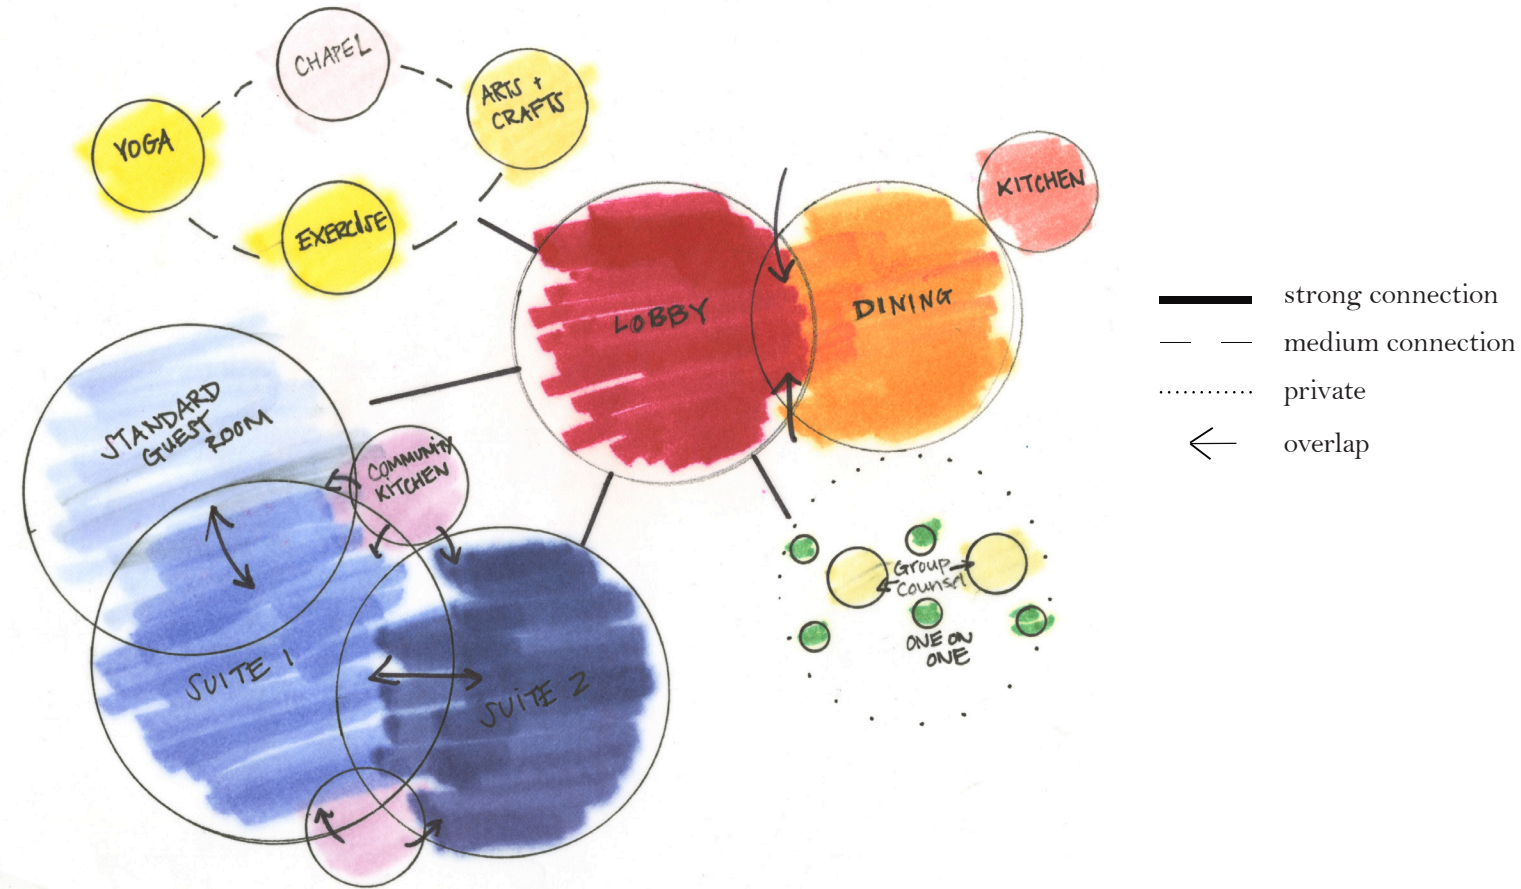 CHAPEL
ARTS +
CRAFTS
YOGA
EXERCISE
KITCHEN
LOBBY
DINING
strong connection
medium connection
private
overlap
STANDARD
GUEST
ROOM
COMMUNITY
KITCHEN
Group
Counsel
ONE ON
ONE
SUITE 1
SUITE 2